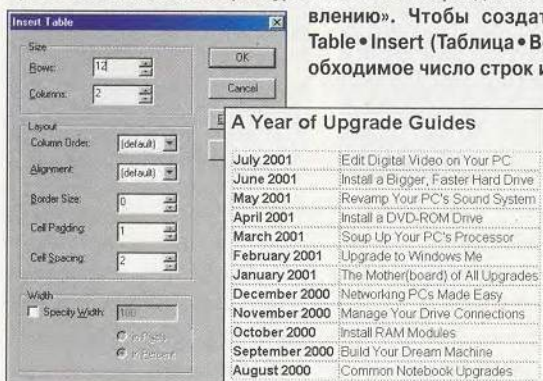 влению». Чтобы создат
Table • Insert (Таблица • В
обходимое число строк и
Insert Table
Size
Rows: 12
Columns: 2
OK
Cancel
Layout
Column Order: (default)
Alignment: (default)
Border Size: 0
Cell Padding: 1
Cell Spacing: 2
Width
Specify Width: 100
In Pixels
In Percent
A Year of Upgrade Guides
July 2001 Edit Digital Video on Your PC
June 2001 Install a Bigger, Faster Hard Drive
May 2001 Revamp Your PC's Sound System
April 2001 Install a DVD-ROM Drive
March 2001 Soup Up Your PC's Processor
February 2001 Upgrade to Windows Me
January 2001 The Mother(board) of All Upgrades
December 2000 Networking PCs Made Easy
November 2000 Manage Your Drive Connections
October 2000 Install RAM Modules
September 2000 Build Your Dream Machine
August 2000 Common Notebook Upgrades